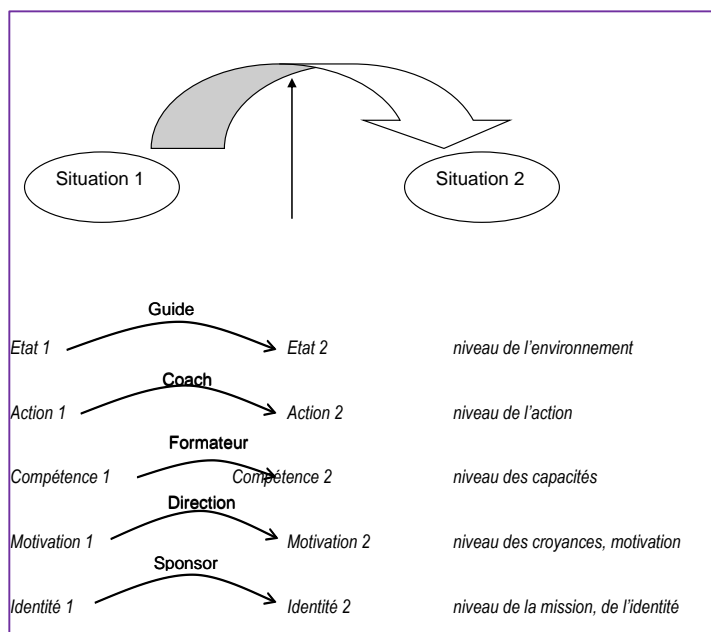 Situation 1
Situation 2
Guide
Etat 1 Etat 2 niveau de l'environnement
Coach
Action 1 Action 2 niveau de l'action
Formateur
Compétence 1 Compétence 2 niveau des capacités
Direction
Motivation 1 Motivation 2 niveau des croyances, motivation
Sponsor
Identité 1 Identité 2 niveau de la mission, de l'identité